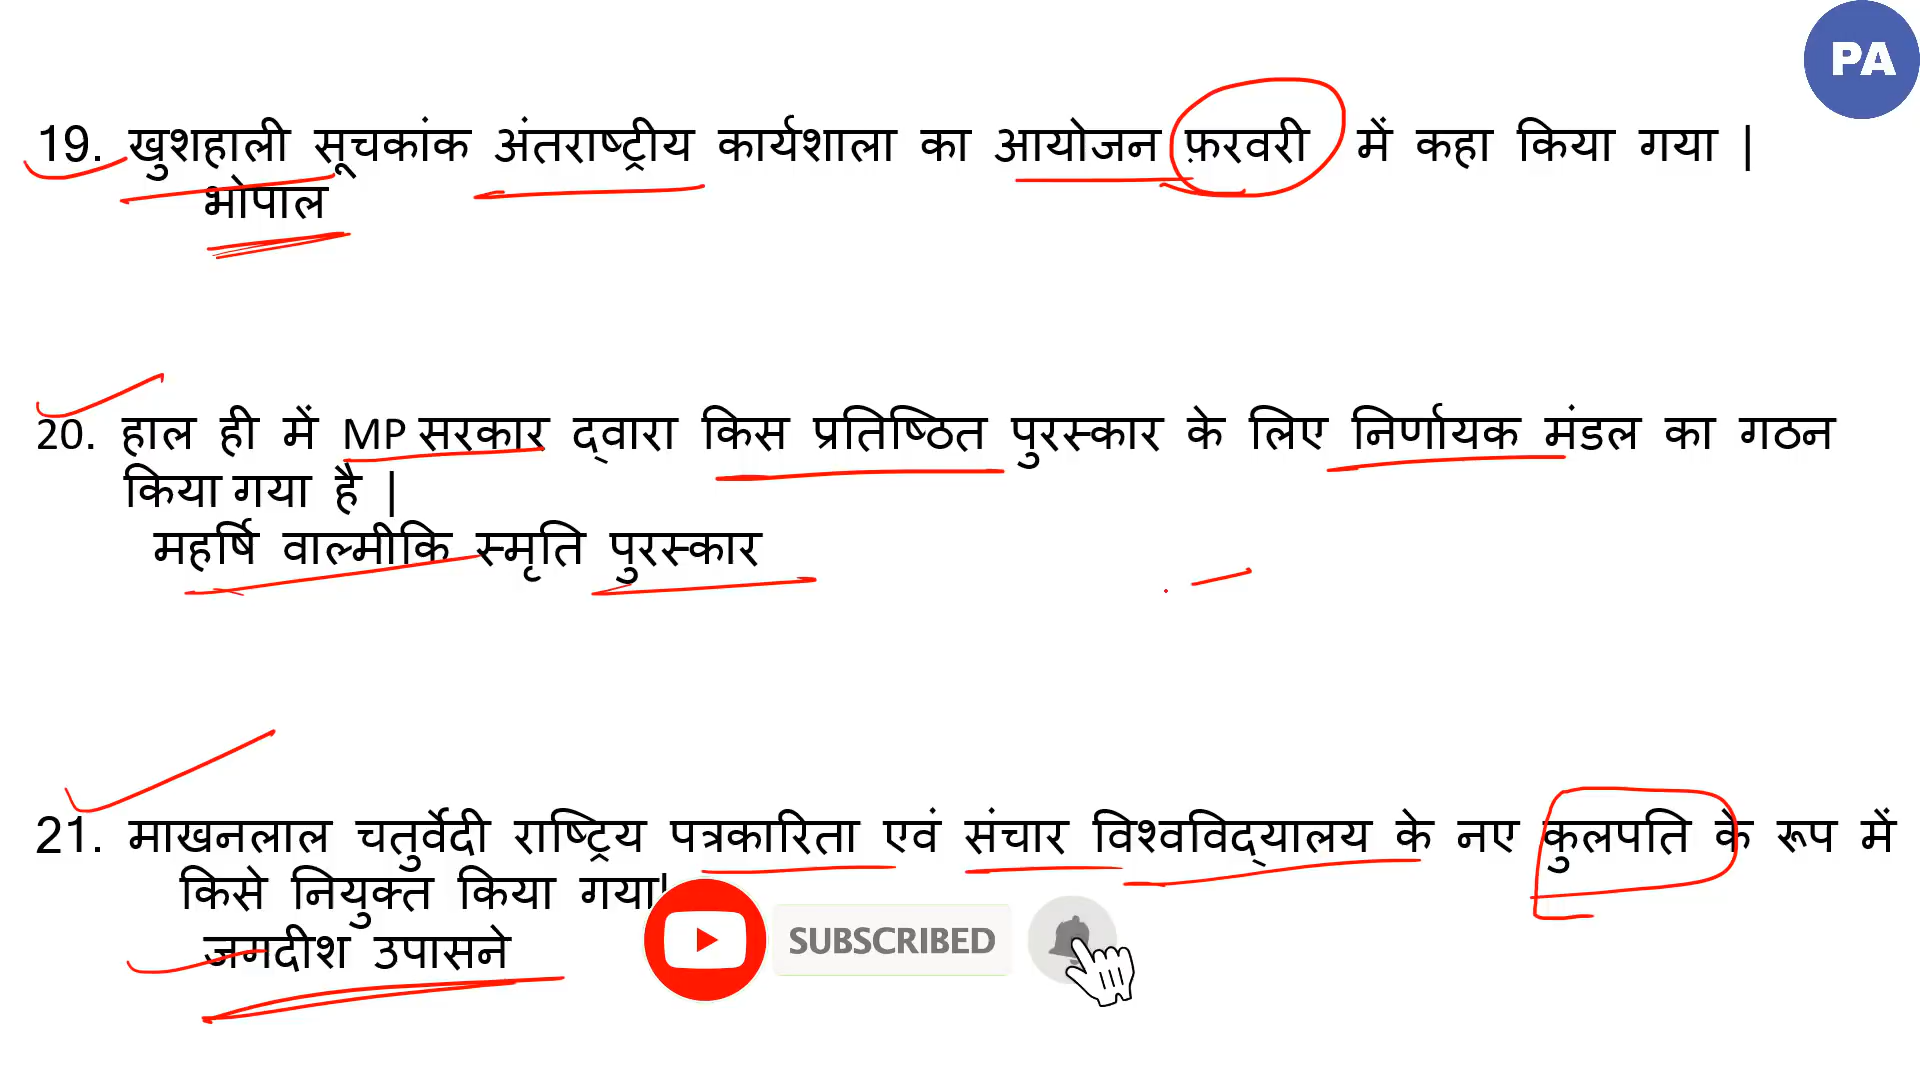 PA
19. खुशहाली सूचकांक अंतराष्ट्रीय कार्यशाला का आयोजन फ़रवरी में कहा किया गया |
भोपाल
20. हाल ही में MP सरकार द्वारा किस प्रतिष्ठित पुरस्कार के लिए निर्णायक मंडल का गठन
किया गया है |
महर्षि वाल्मीकि स्मृति पुरस्कार
21. माखनलाल चतुर्वेदी राष्ट्रिय पत्रकारिता एवं संचार विश्वविद्यालय के नए कुलपति के रूप में
किसे नियुक्त किया गया|
जगदीश उपासने
SUBSCRIBED